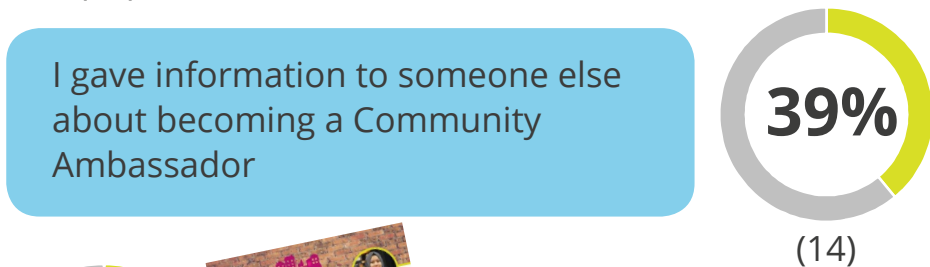 I gave information to someone else
about becoming a Community
Ambassador
39%
(14)